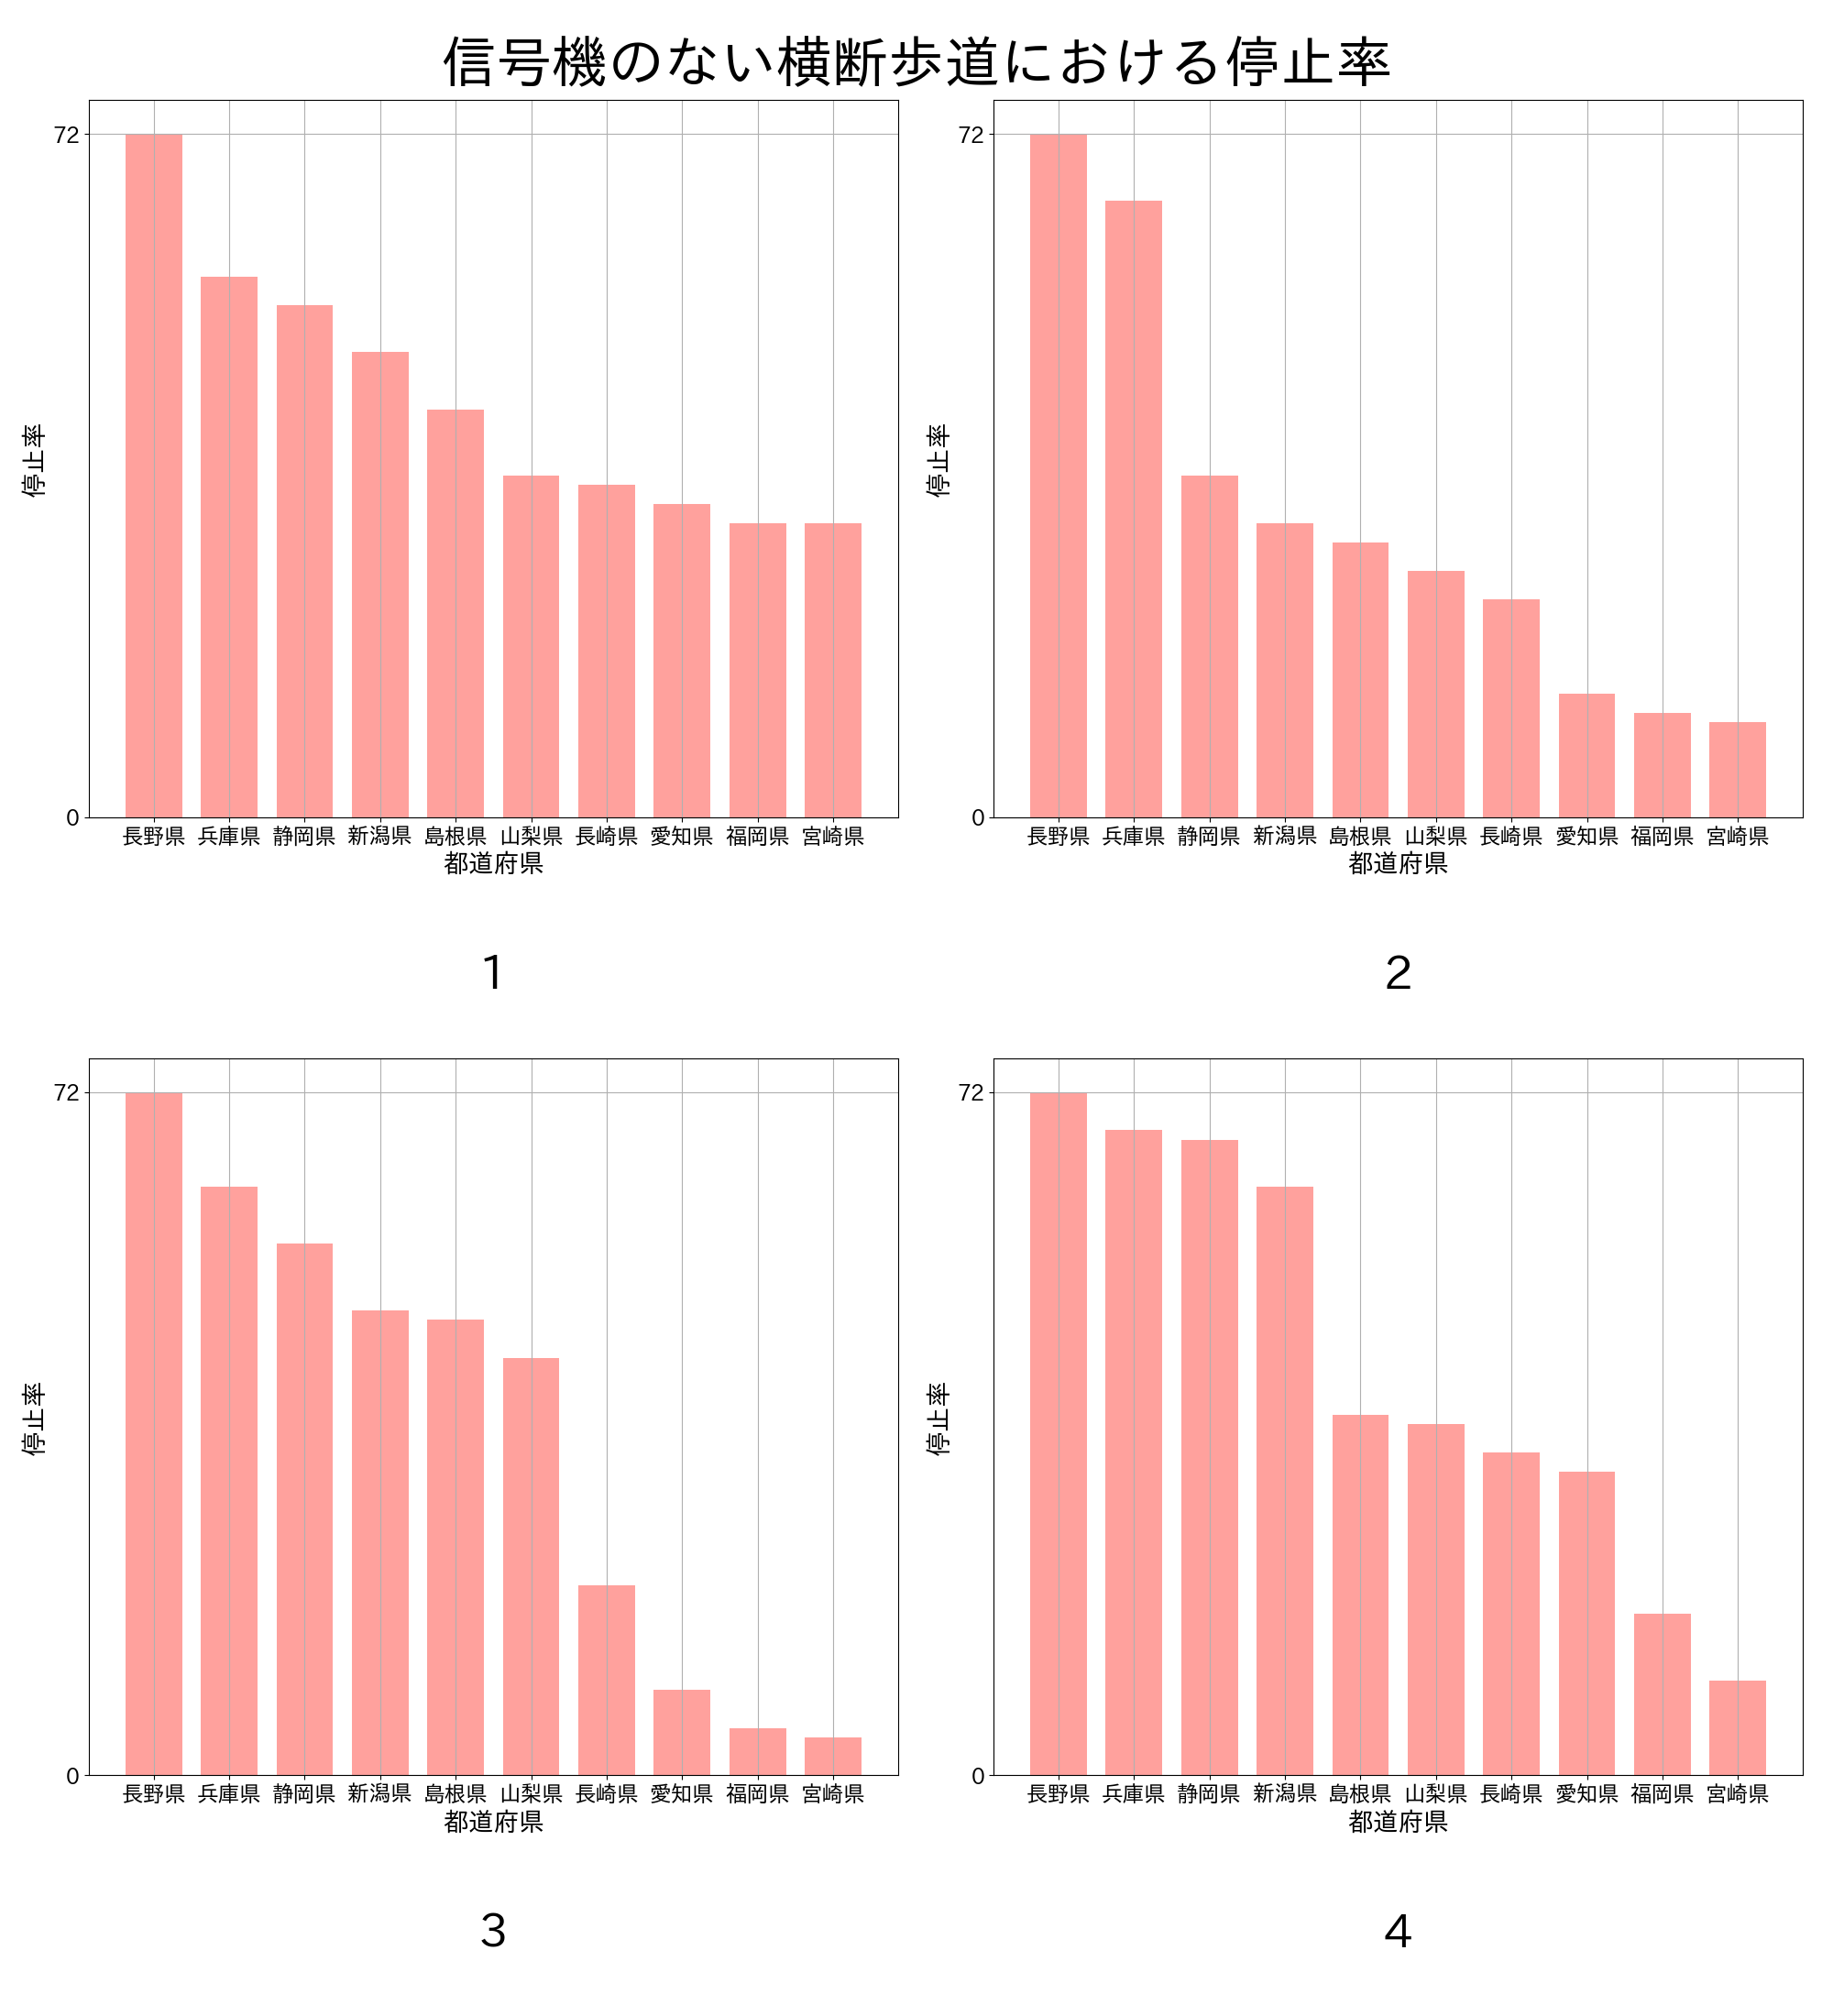 信号機のない横断歩道における停止率
72
0
停止率
長野県 兵庫県 静岡県 新潟県 島根県 山梨県 長崎県 愛知県 福岡県 宮崎県
都道府県
1
72
0
停止率
長野県 兵庫県 静岡県 新潟県 島根県 山梨県 長崎県 愛知県 福岡県 宮崎県
都道府県
2
72
0
停止率
長野県 兵庫県 静岡県 新潟県 島根県 山梨県 長崎県 愛知県 福岡県 宮崎県
都道府県
3
72
0
停止率
長野県 兵庫県 静岡県 新潟県 島根県 山梨県 長崎県 愛知県 福岡県 宮崎県
都道府県
4